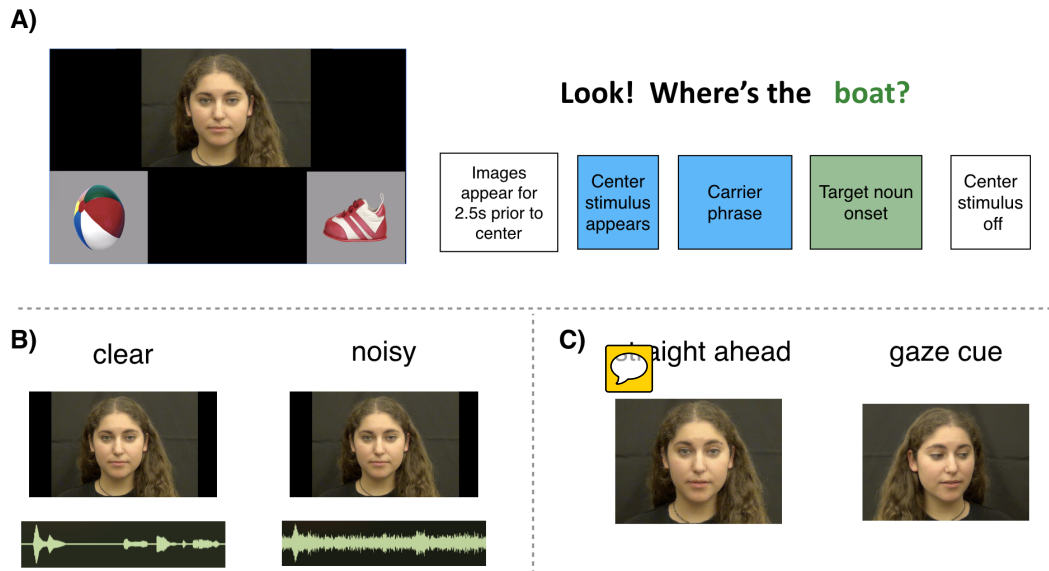 A)
Look! Where's the boat?
Images
appear for
2.5s prior to
center
Center
stimulus
appears
Carrier
phrase
Target noun
onset
Center
stimulus
off
B)
clear
noisy
C)
aight ahead
gaze cue